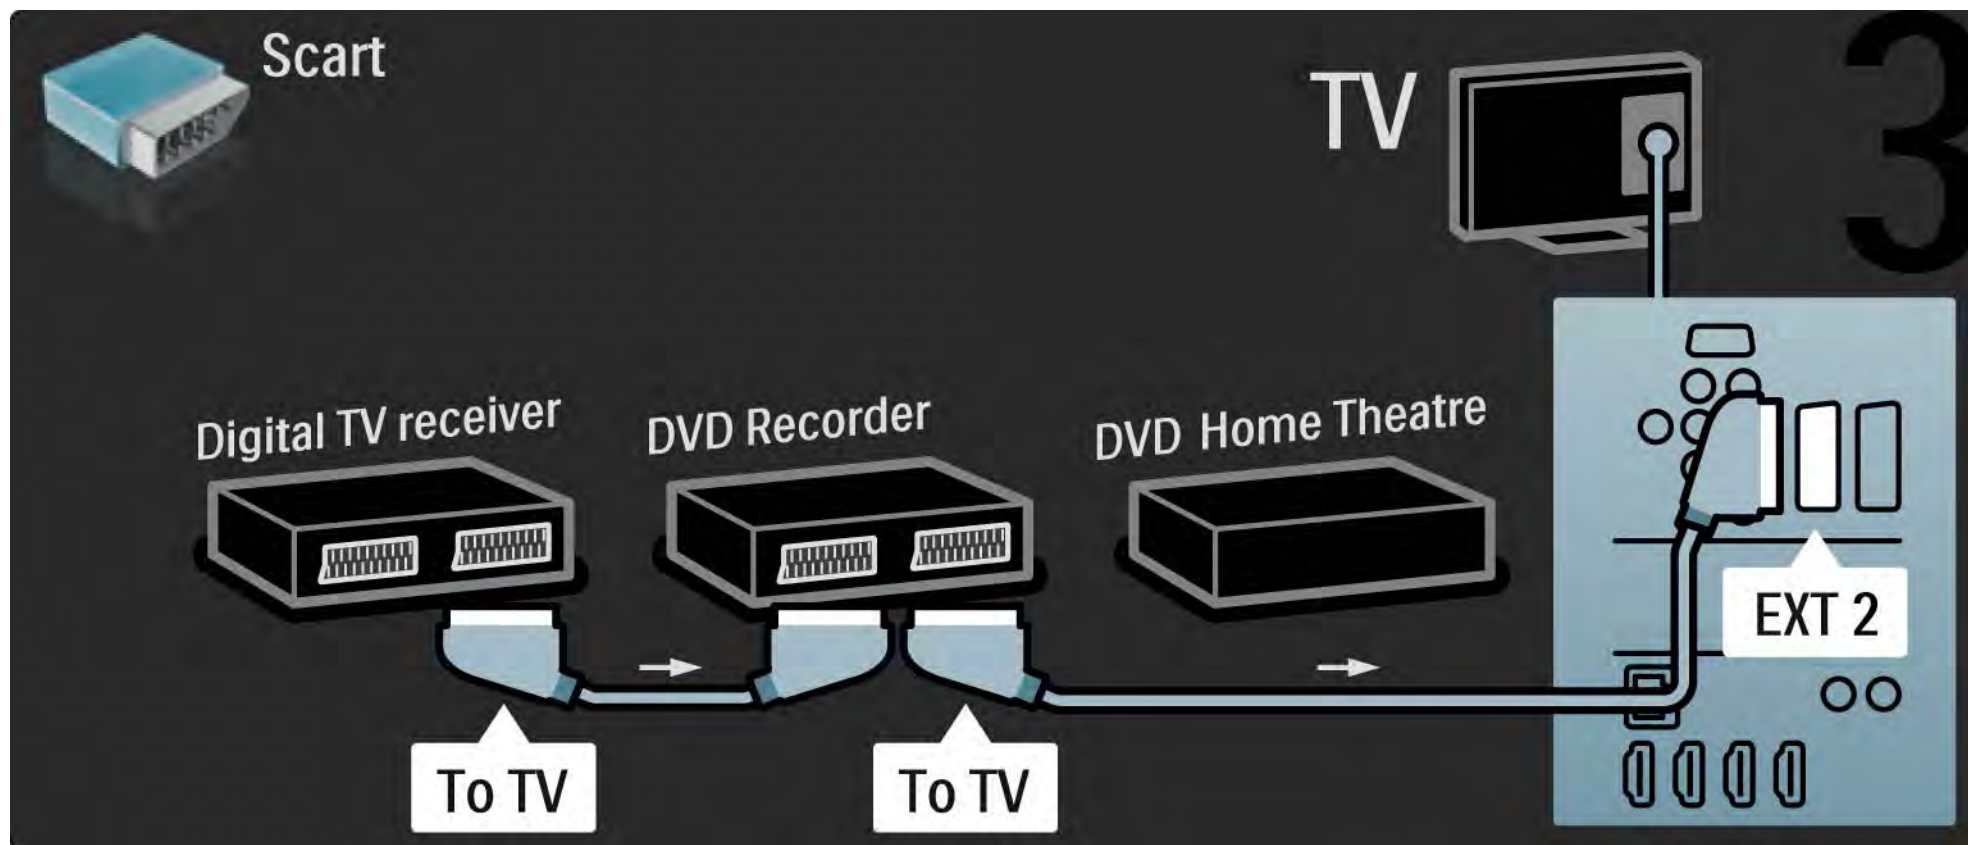 Scart
TV
3
Digital TV receiver
DVD Recorder
DVD Home Theatre
EXT 2
To TV
To TV